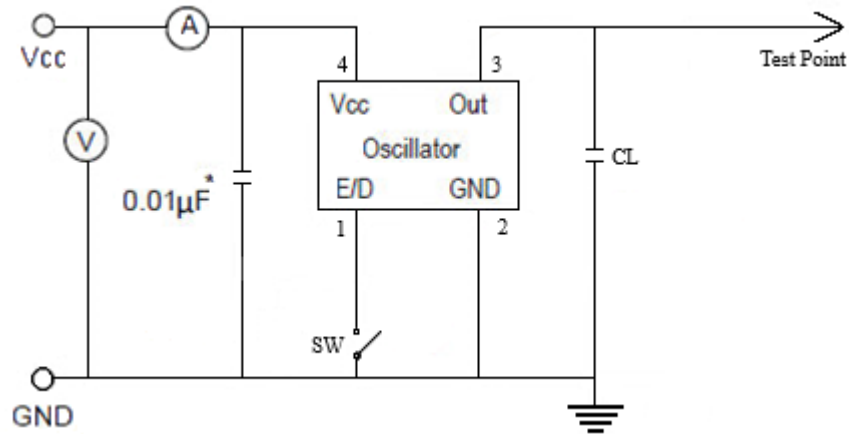 A
Vcc
4
3
Test Point
Vcc
Out
V
Oscillator
CL
0.01µF*
E/D
GND
1
2
SW
GND